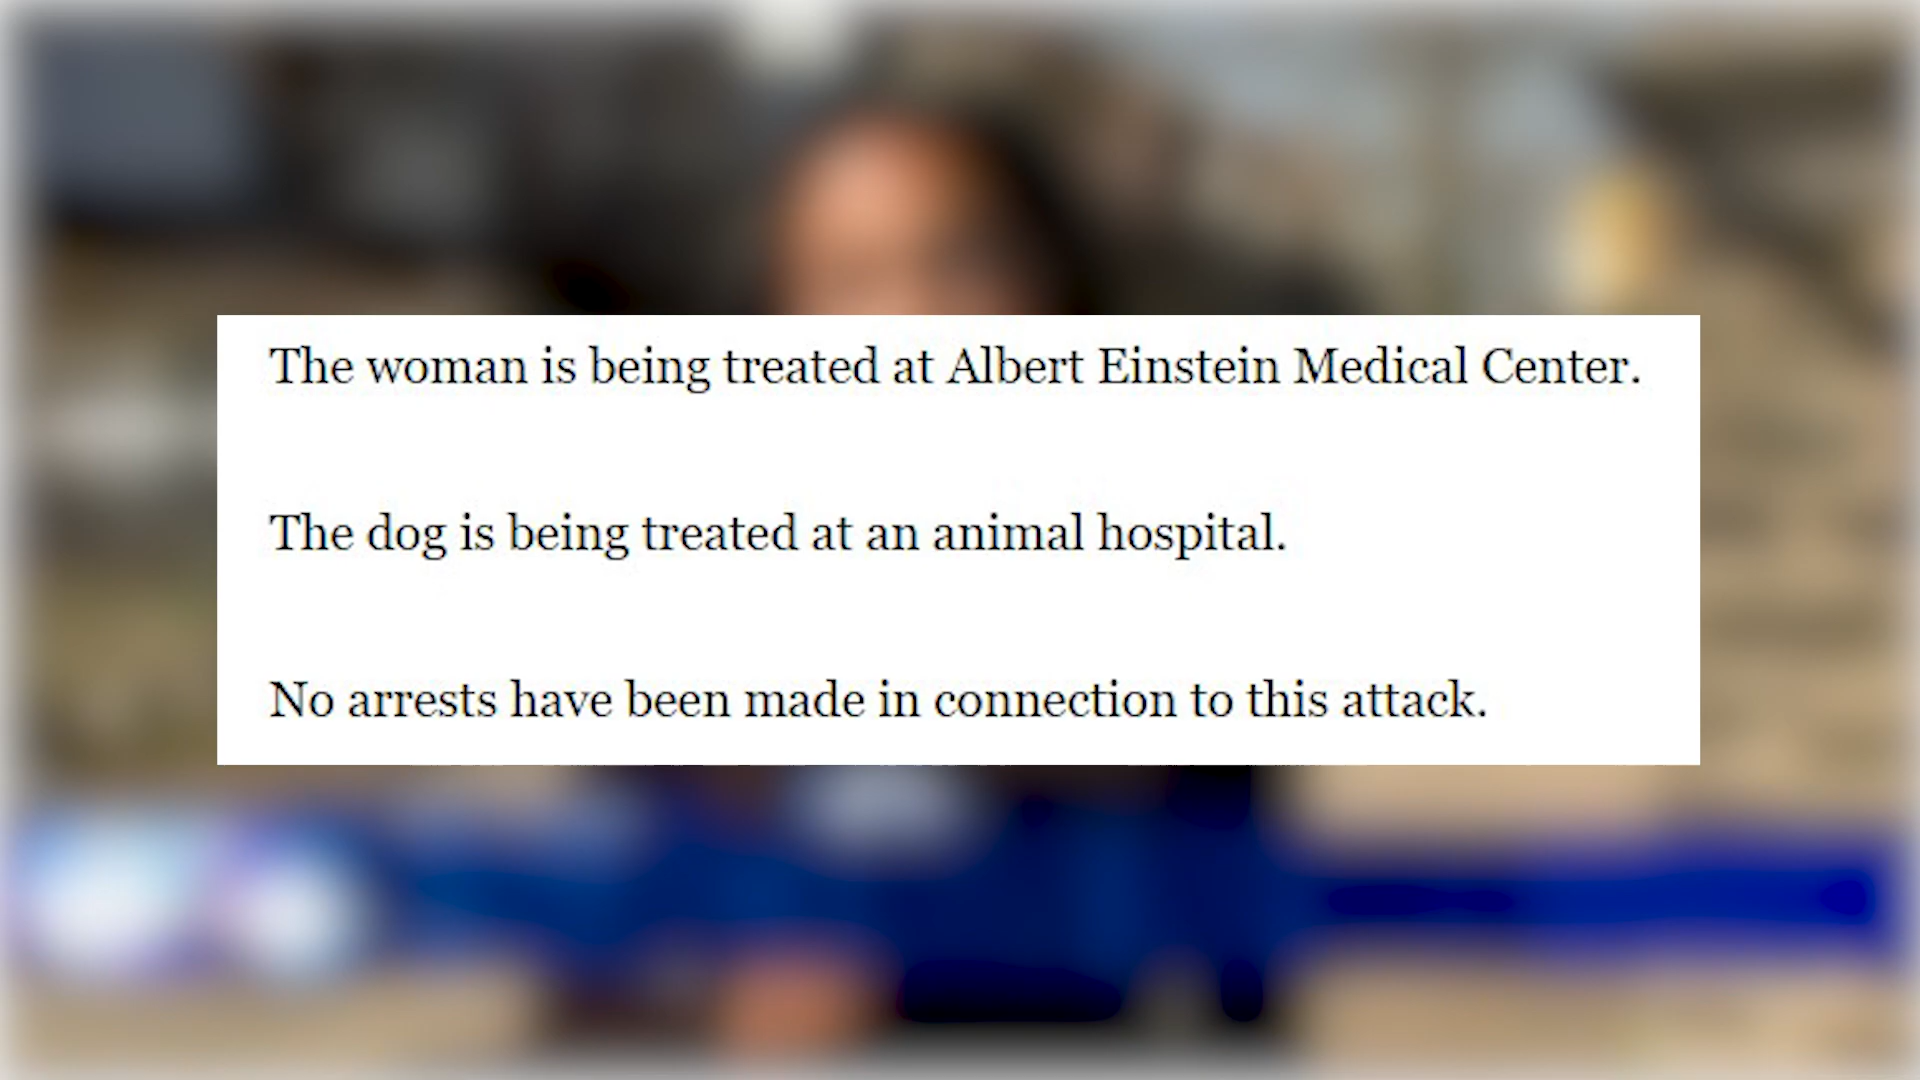 The woman is being treated at Albert Einstein Medical Center.
The dog is being treated at an animal hospital.
No arrests have been made in connection to this attack.